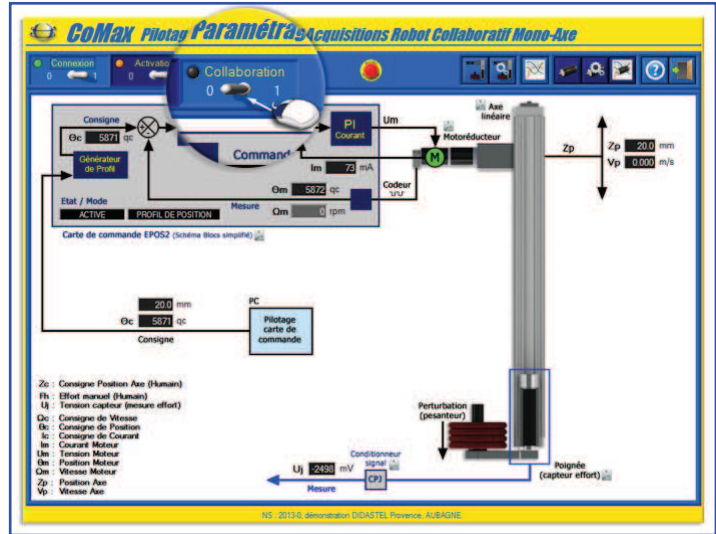 CoMax Pilotag Paramétras Acquisitions Robot Collaboratif Mono-Axe
Connexion
0 1
Activatio
0
Collaboration
0 1
Consigne
Θc 5871 qc
Générateur de Profil
PI Courant
Um
Command
Im 73 mA
Θm 5872 qc
Mesure
Ωm 0 rpm
Codeur
Etat / Mode
ACTIVE
PROFIL DE POSITION
Carte de commande EPOS2 (Schéma Blocs simplifié)
Motoréducteur
M
Axe linéaire
Zp
Zp 20.0 mm
Vp 0.000 m/s
20.0 mm
Θc 5871 qc
Consigne
PC
Pilotage carte de commande
Zc : Consigne Position Axe (Humain)
Fh : Effort manuel (Humain)
Uj : Tension capteur (mesure effort)
Ωc : Consigne de Vitesse
Θc : Consigne de Position
Ic : Consigne de Courant
Im : Courant Moteur
Um : Tension Moteur
Θm : Position Moteur
Ωm : Vitesse Moteur
Zp : Position Axe
Vp : Vitesse Axe
Perturbation (pesanteur)
Conditionneur signal
Uj -2498 mV
CPJ
Mesure
Poignée (capteur effort)
NS : 2013-0, démonstration DIDASTEL Provence, AUBAGNE.